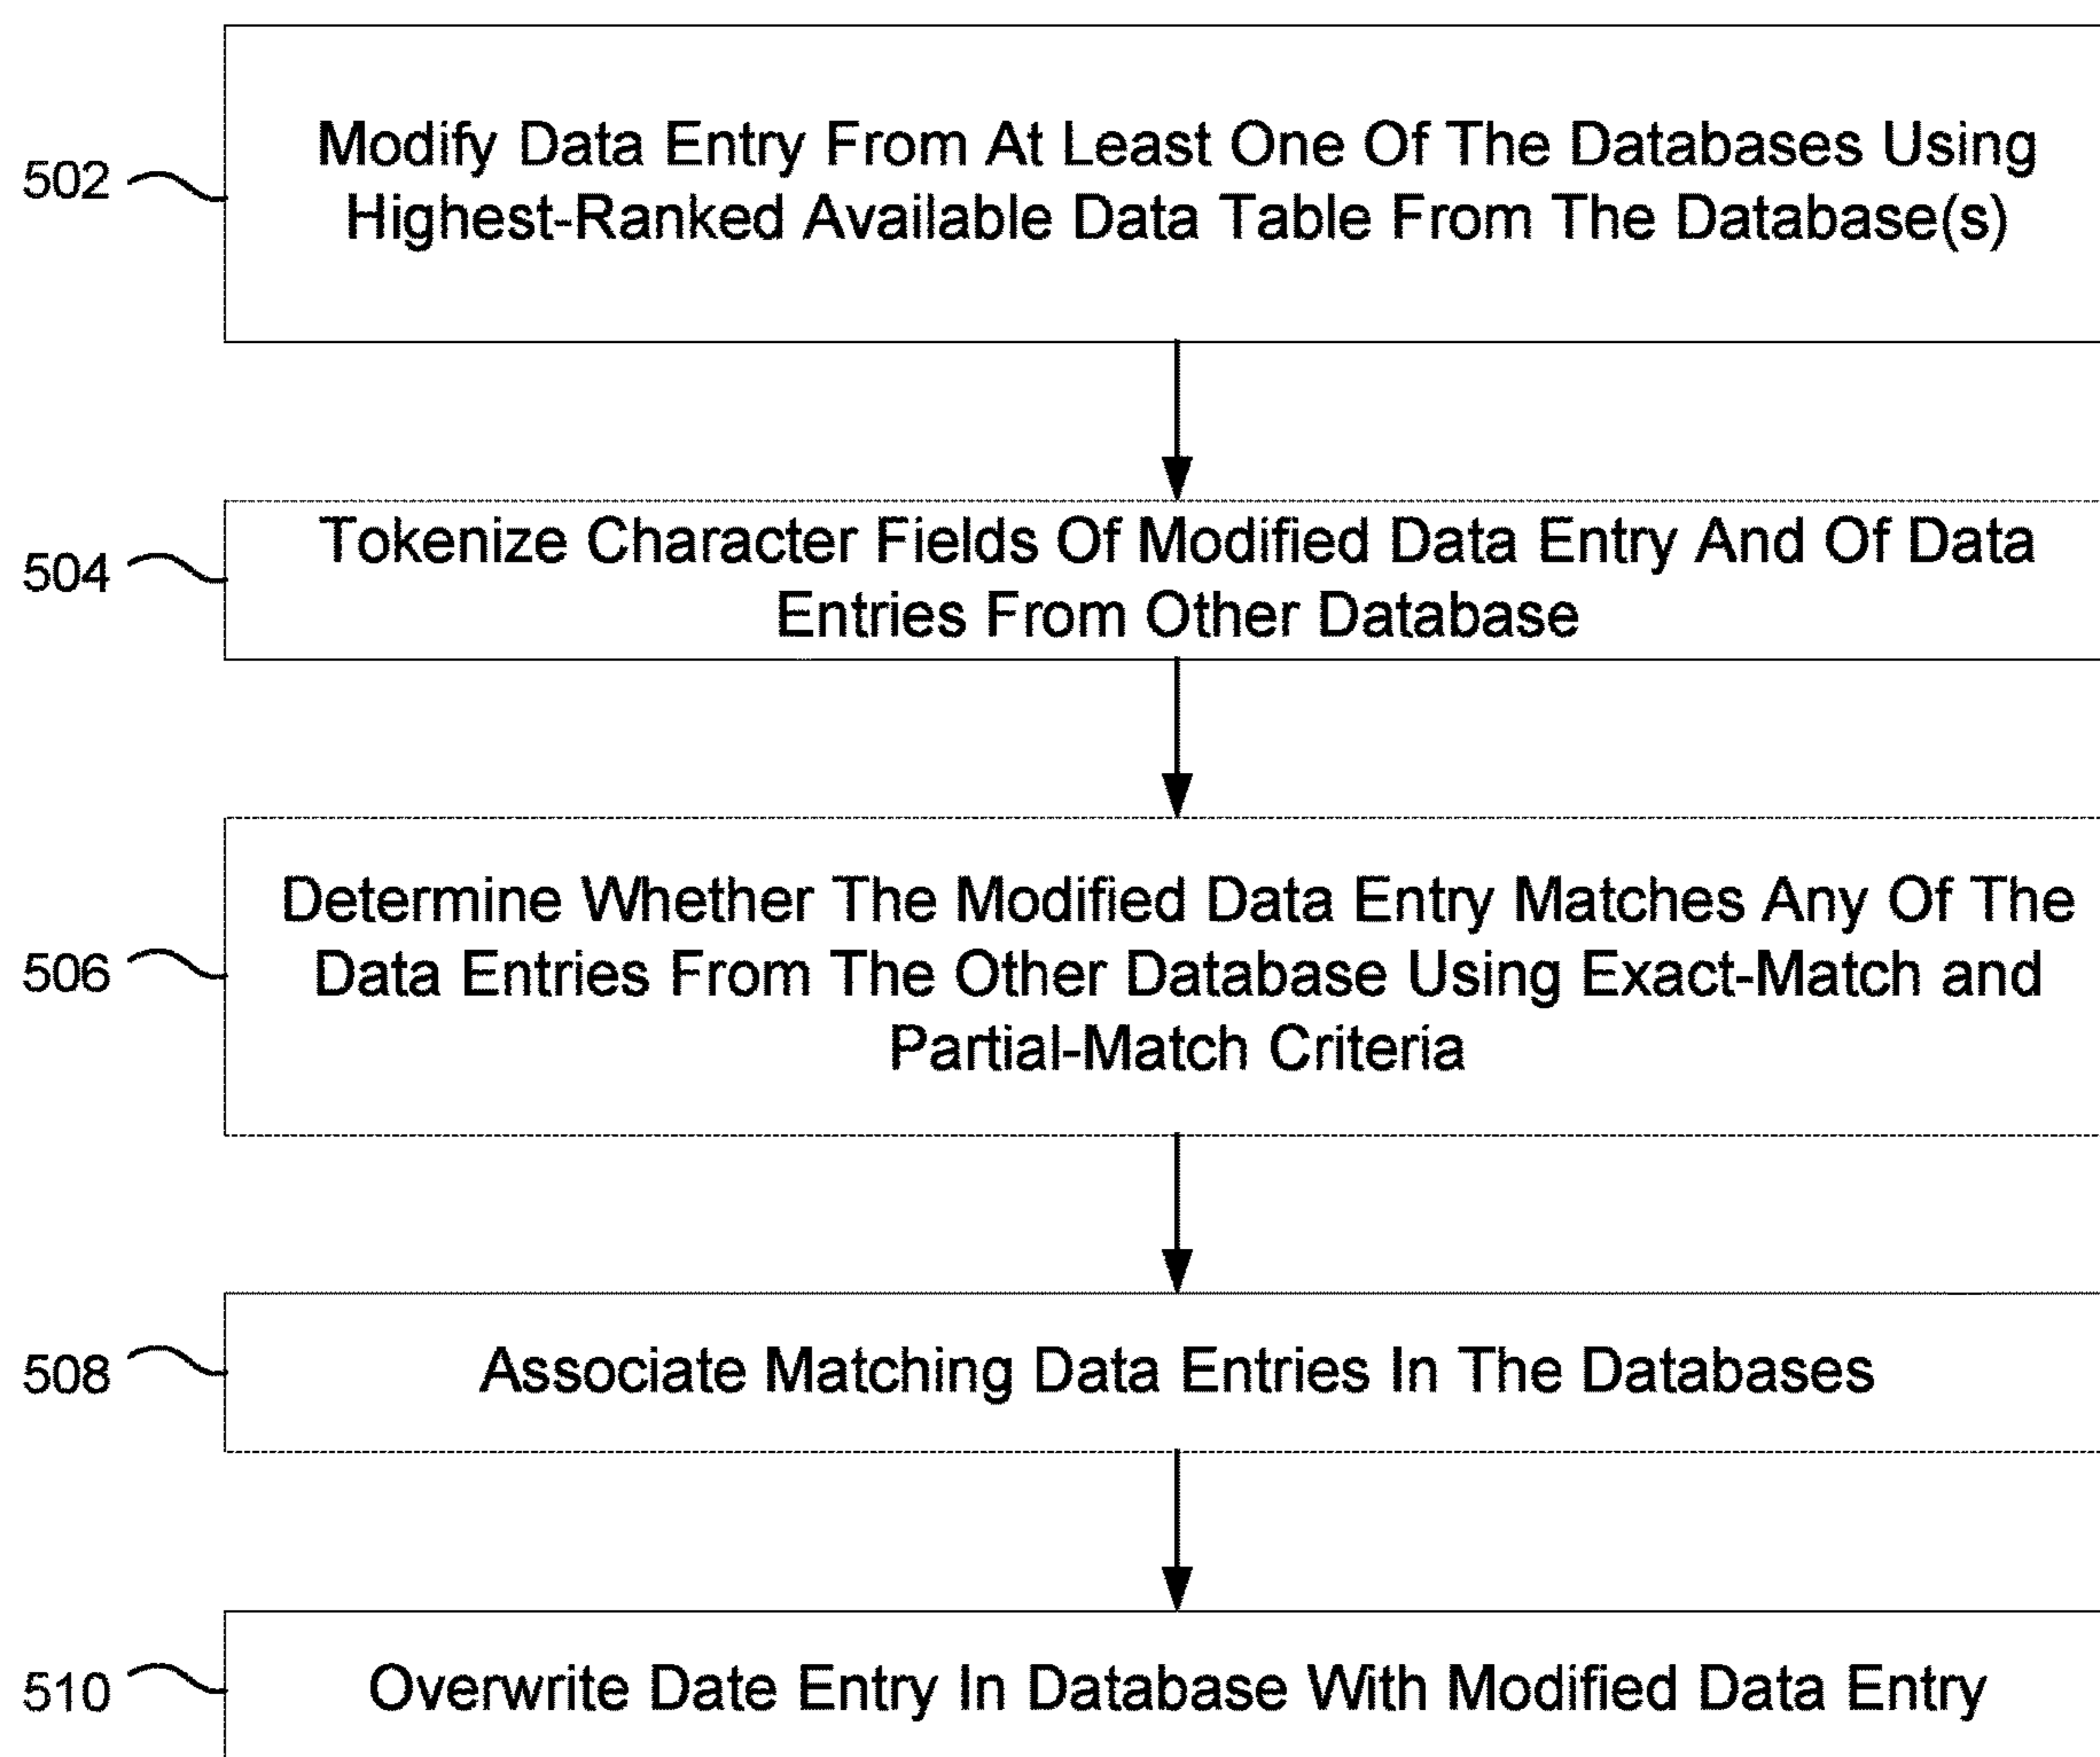 502
Modify Data Entry From At Least One Of The Databases Using
Highest-Ranked Available Data Table From The Database(s)
504
Tokenize Character Fields Of Modified Data Entry And Of Data
Entries From Other Database
506
Determine Whether The Modified Data Entry Matches Any Of The
Data Entries From The Other Database Using Exact-Match and
Partial-Match Criteria
508
Associate Matching Data Entries In The Databases
510
Overwrite Date Entry In Database With Modified Data Entry